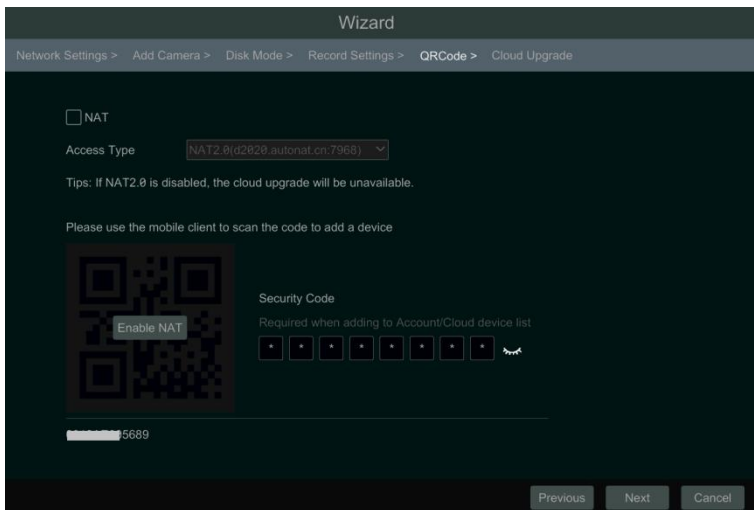 Wizard
Network Settings > Add Camera > Disk Mode > Record Settings > QRCode > Cloud Upgrade
NAT
Access Type NAT2.0(d2020.autonat.cn:7968)
Tips: If NAT2.0 is disabled, the cloud upgrade will be unavailable.
Please use the mobile client to scan the code to add a device
Enable NAT
Security Code
Required when adding to Account/Cloud device list
* * * * * * * *
5689
Previous Next Cancel